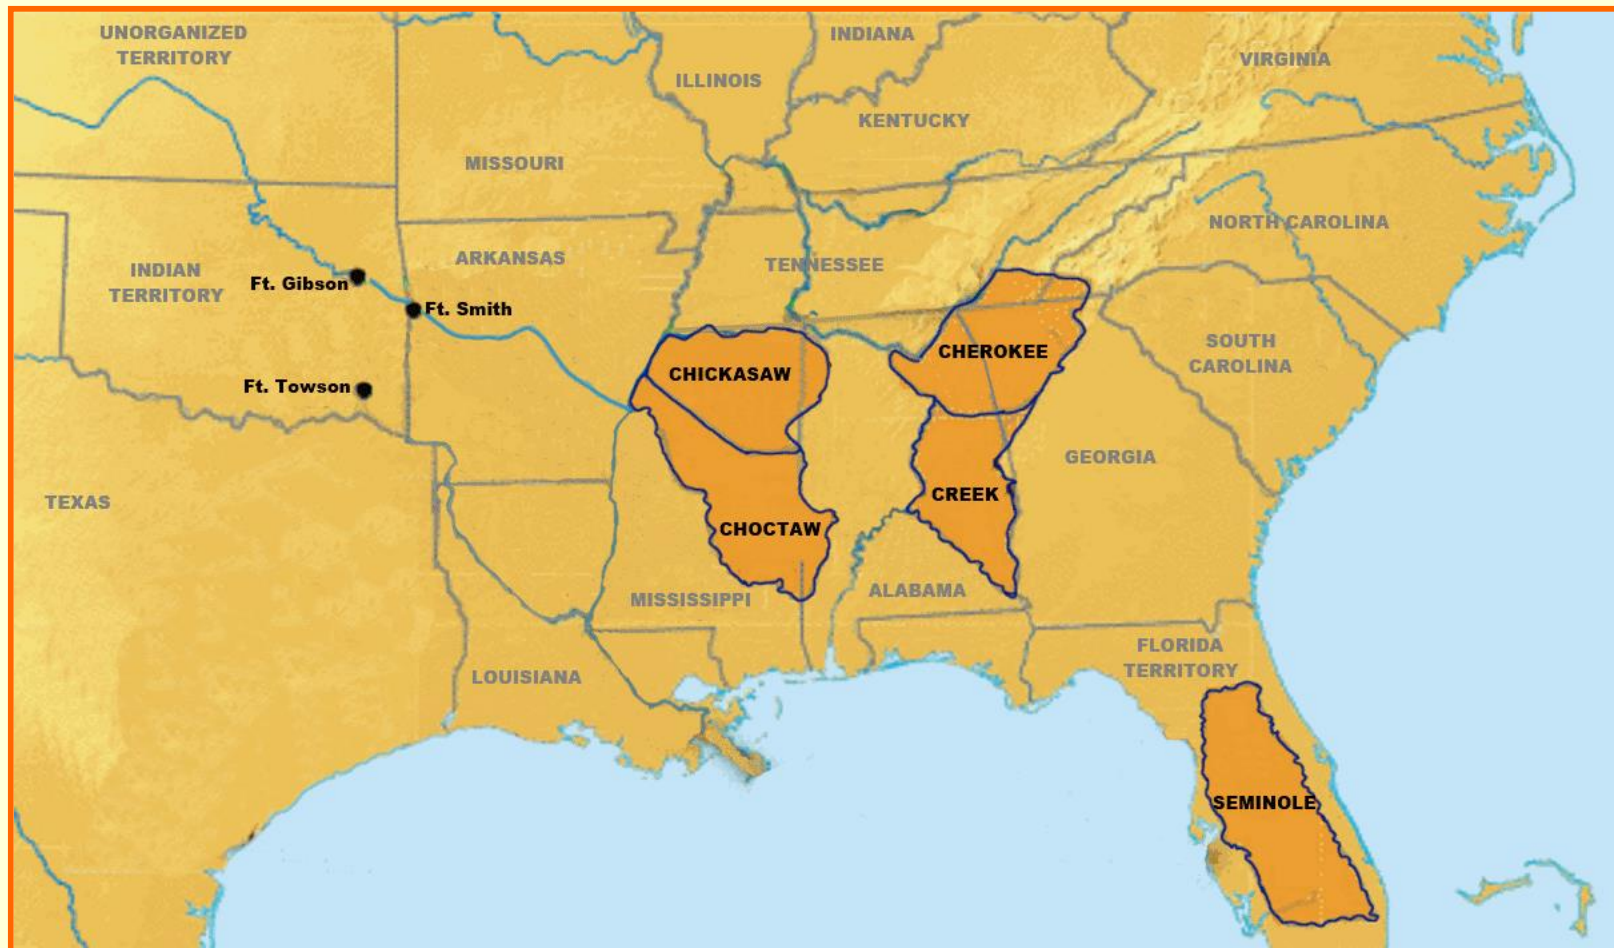 UNORGANIZED
TERRITORY
INDIANA
VIRGINIA
ILLINOIS
KENTUCKY
MISSOURI
NORTH CAROLINA
ARKANSAS
TENNESSEE
INDIAN
TERRITORY
Ft. Gibson
Ft. Smith
SOUTH
CAROLINA
CHEROKEE
CHICKASAW
Ft. Towson
GEORGIA
TEXAS
CREEK
CHOCTAW
ALABAMA
MISSISSIPPI
FLORIDA
TERRITORY
LOUISIANA
SEMINOLE